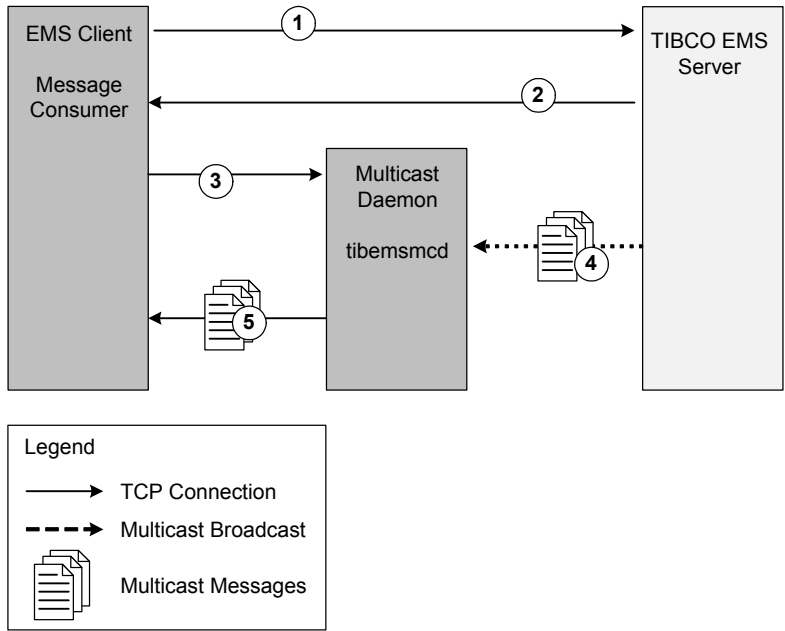 EMS Client
Message
Consumer
1
TIBCO EMS
Server
2
3
Multicast
Daemon
tibemsmcd
4
5
Legend
TCP Connection
Multicast Broadcast
Multicast Messages